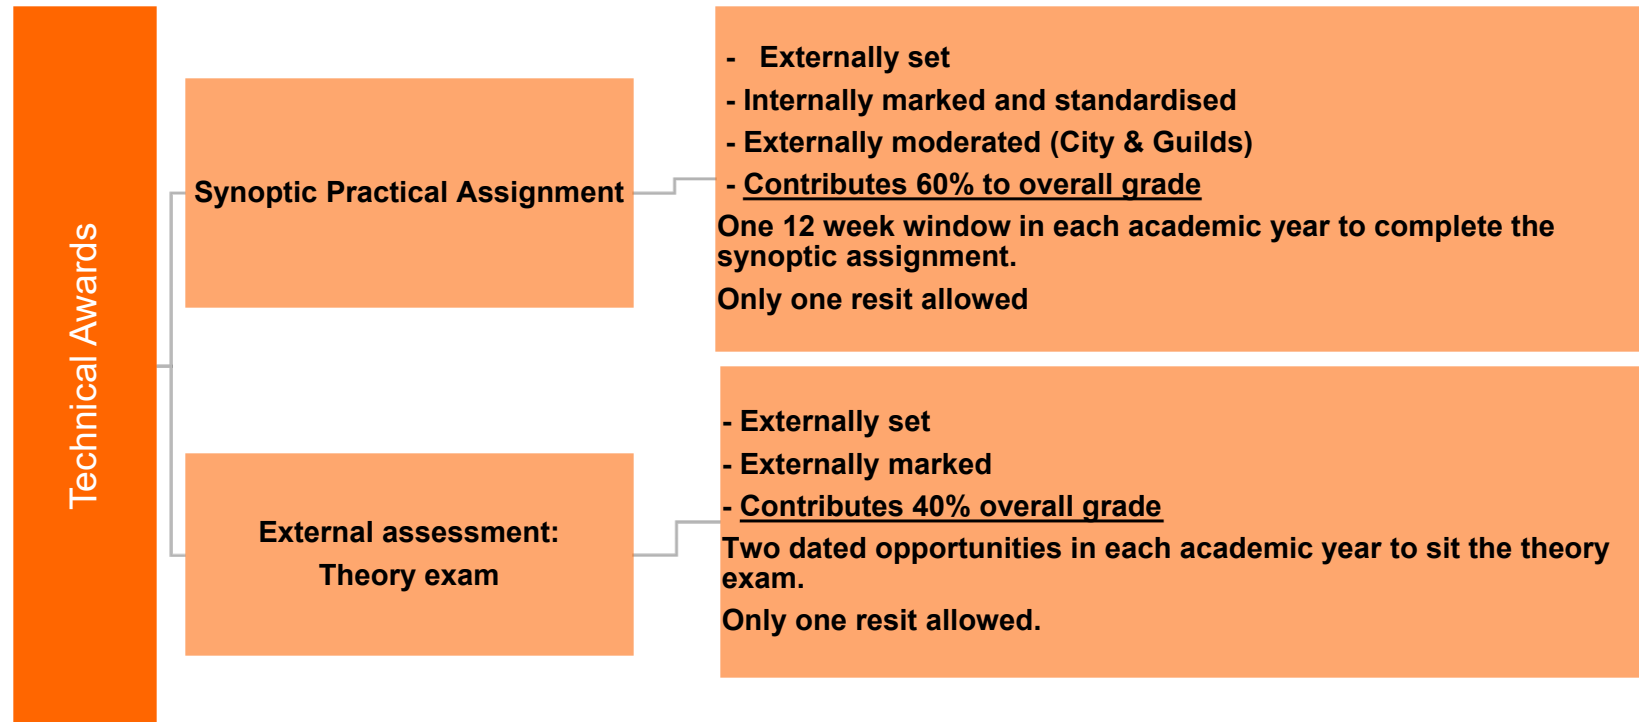 Technical Awards
Synoptic Practical Assignment
- Externally set
- Internally marked and standardised
- Externally moderated (City & Guilds)
- Contributes 60% to overall grade
One 12 week window in each academic year to complete the
synoptic assignment.
Only one resit allowed
External assessment:
Theory exam
- Externally set
- Externally marked
- Contributes 40% overall grade
Two dated opportunities in each academic year to sit the theory
exam.
Only one resit allowed.